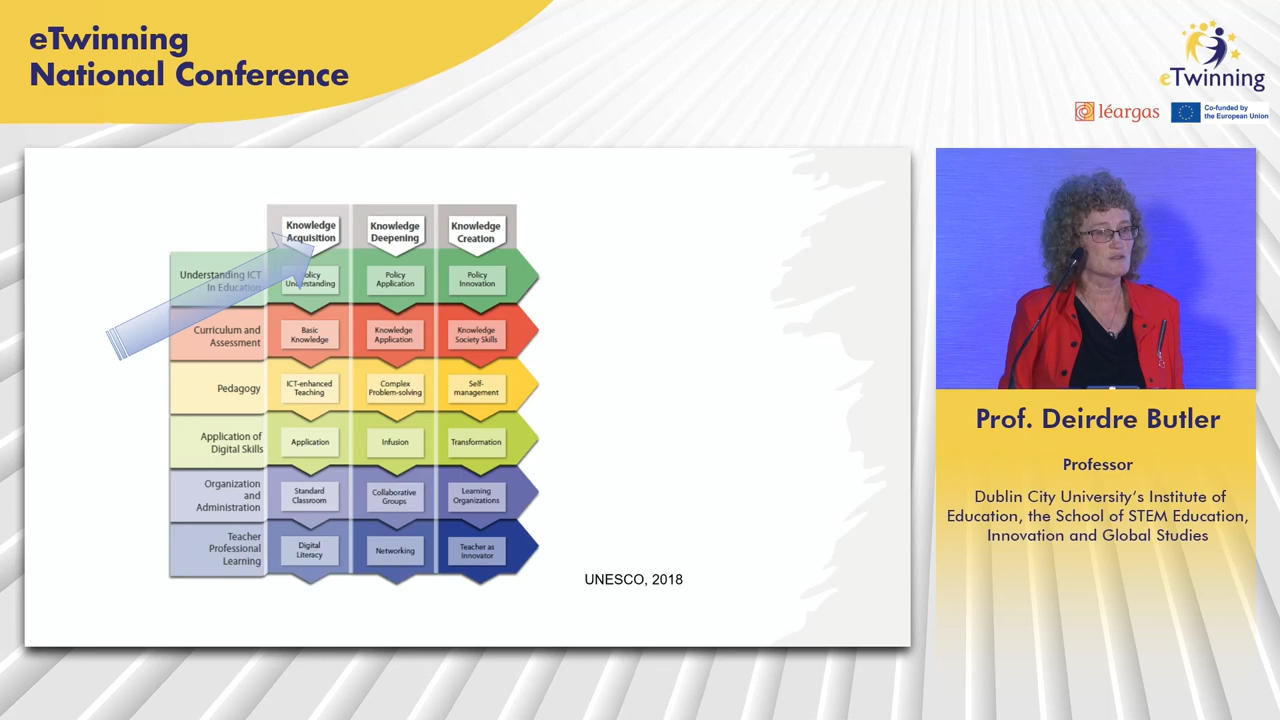 eTwinning
National Conference
eTwinning
léargas
Co-funded by
the European Union
Knowledge
Acquisition
Knowledge
Deepening
Knowledge
Creation
Understanding ICT
In Education
Policy
Understanding
Policy
Application
Policy
Innovation
Curriculum and
Assessment
Basic
Knowledge
Knowledge
Application
Knowledge
Society Skills
Pedagogy
ICT-enhanced
Teaching
Complex
Problem-solving
Self-
management
Application of
Digital Skills
Application
Infusion
Transformation
Organization
and
Administration
Standard
Classroom
Collaborative
Groups
Learning
Organizations
Teacher
Professional
Learning
Digital
Literacy
Networking
Teacher as
Innovator
UNESCO, 2018
Prof. Deirdre Butler
Professor
Dublin City University's Institute of
Education, the School of STEM Education,
Innovation and Global Studies